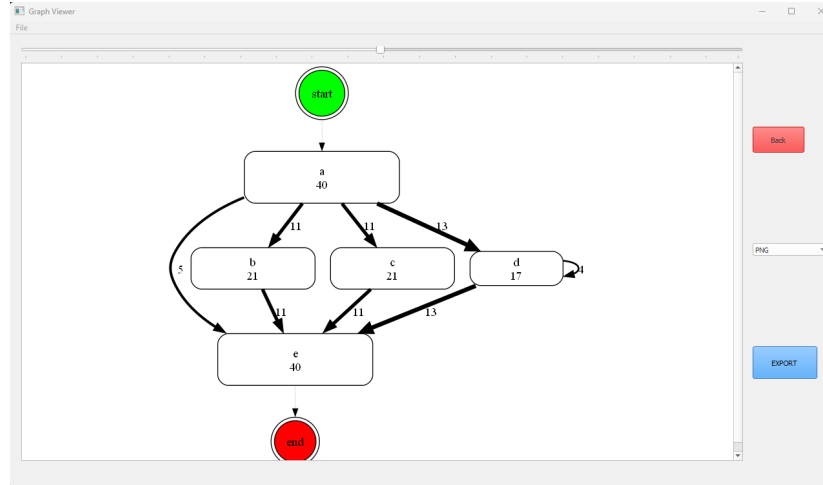 Graph Viewer
File
start
a
40
11
11
13
b
21
c
21
d
17
4
5
11
11
13
e
40
end
Back
PNG
EXPORT